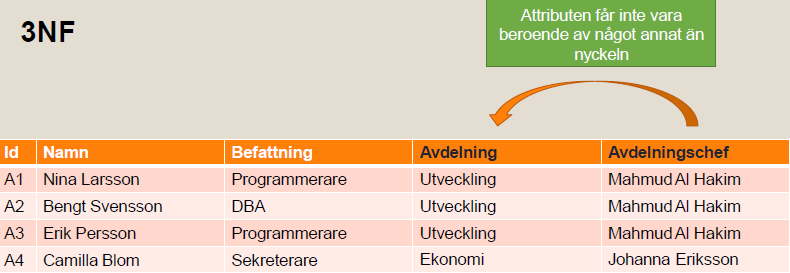 3NF
Attributen får inte vara
beroende av något annat än
nyckeln
Id Namn Befattning Avdelning Avdelningschef
A1 Nina Larsson Programmerare Utveckling Mahmud Al Hakim
A2 Bengt Svensson DBA Utveckling Mahmud Al Hakim
A3 Erik Persson Programmerare Utveckling Mahmud Al Hakim
A4 Camilla Blom Sekreterare Ekonomi Johanna Eriksson